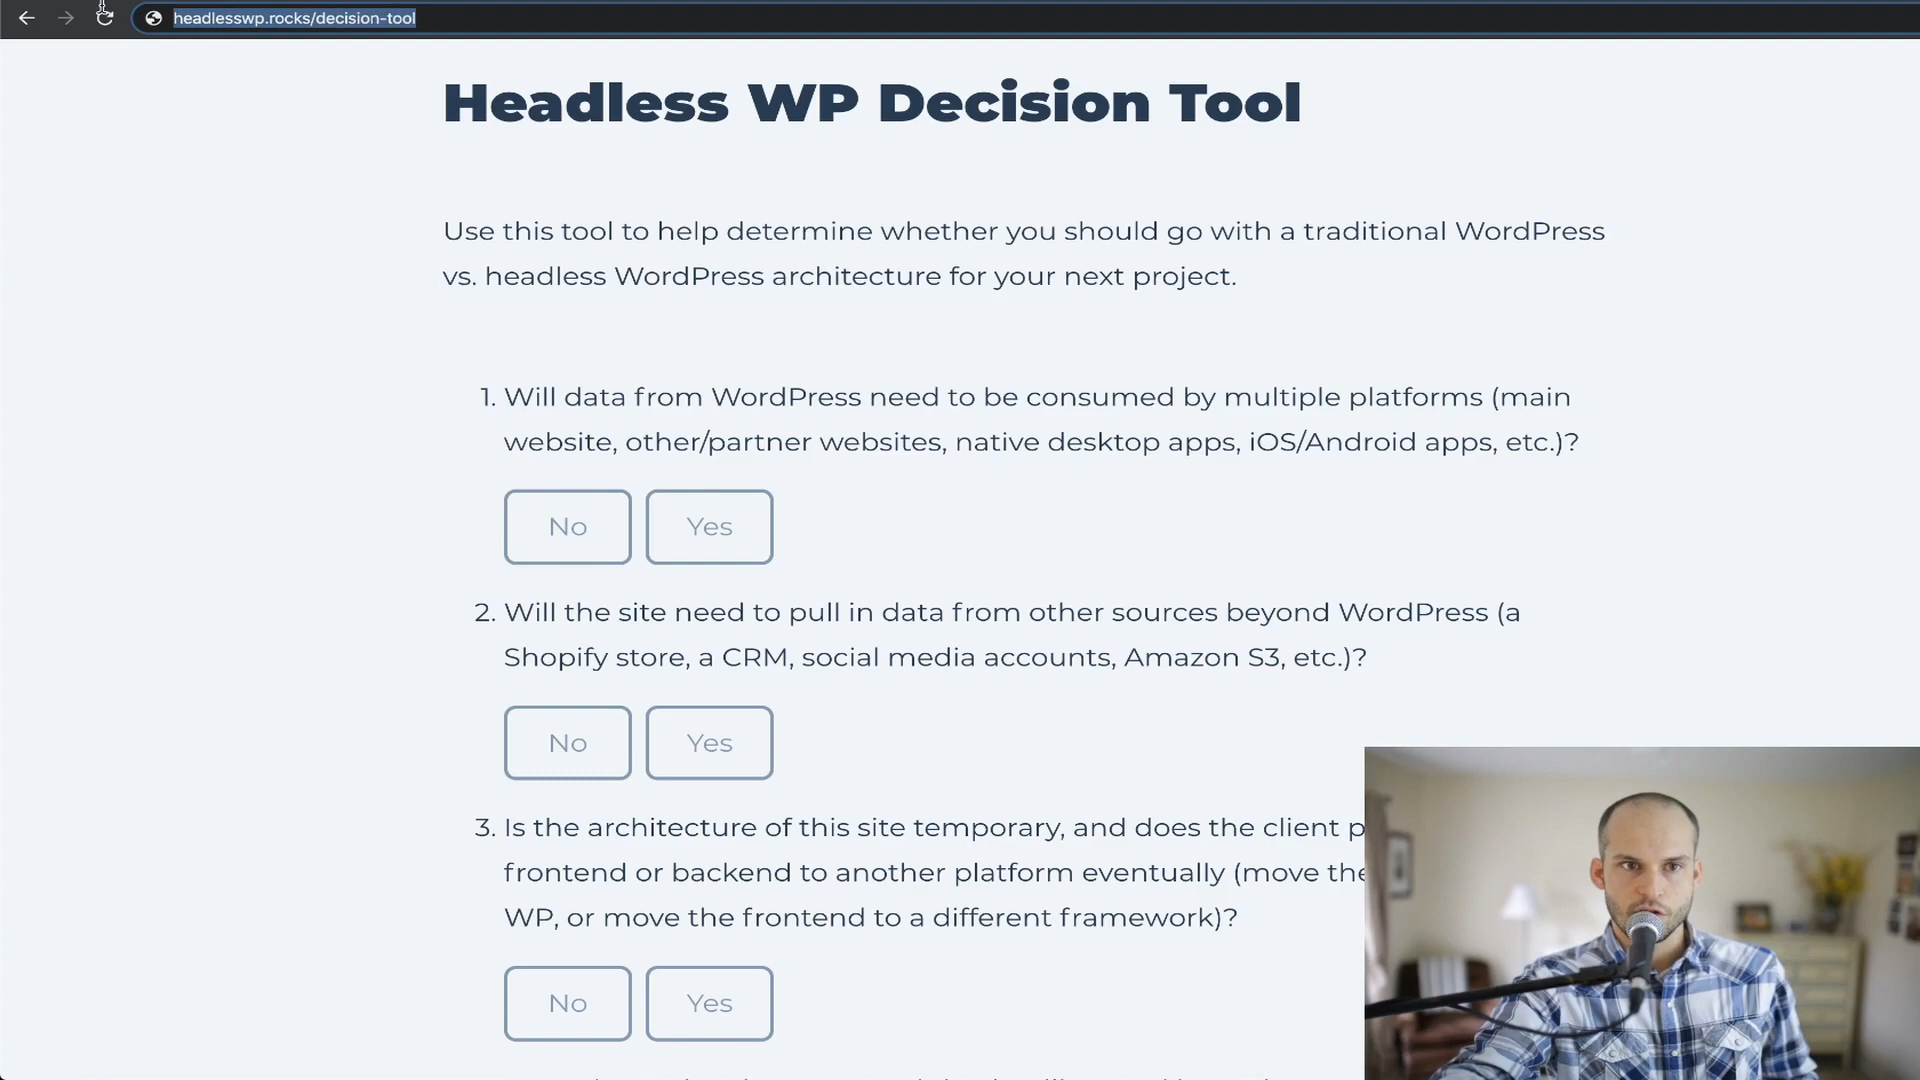 headlesswp.rocks/decision-tool
Headless WP Decision Tool
Use this tool to help determine whether you should go with a traditional WordPress
vs. headless WordPress architecture for your next project.
1. Will data from WordPress need to be consumed by multiple platforms (main
website, other/partner websites, native desktop apps, iOS/Android apps, etc.)?
No Yes
2. Will the site need to pull in data from other sources beyond WordPress (a
Shopify store, a CRM, social media accounts, Amazon S3, etc.)?
No Yes
3. Is the architecture of this site temporary, and does the client p
frontend or backend to another platform eventually (move the
WP, or move the frontend to a different framework)?
No Yes